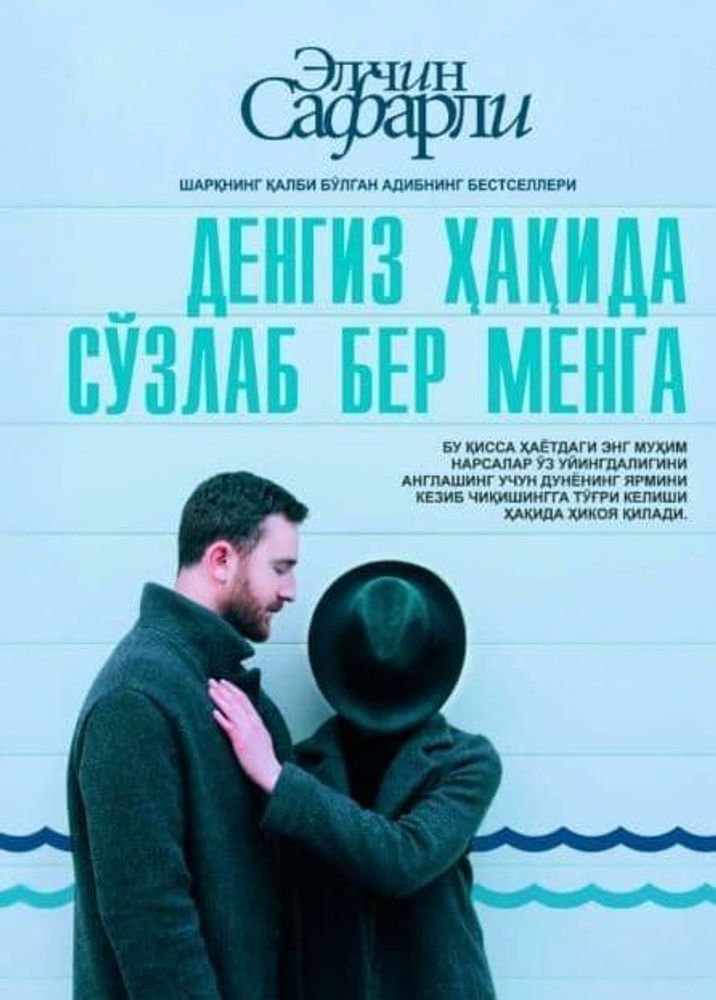 Элчин
Сафарли
ШАРҚНИНГ ҚАЛБИ БЎЛГАН АДИБНИНГ БЕСТСЕЛЛЕРИ
ДЕНГИЗ ҲАҚИДА
СЎЗЛАБ БЕР МЕНГА
БУ ҚИССА ҲАЁТДАГИ ЭНГ МУҲИМ
НАРСАЛАР ЎЗ УЙИНГДАЛИГИНИ
АНГЛАШИНГ УЧУН ДУНЁНИНГ ЯРМИНИ
КЕЗИБ ЧИҚИШИНГГА ТЎҒРИ КЕЛИШИ
ҲАҚИДА ҲИКОЯ ҚИЛАДИ.